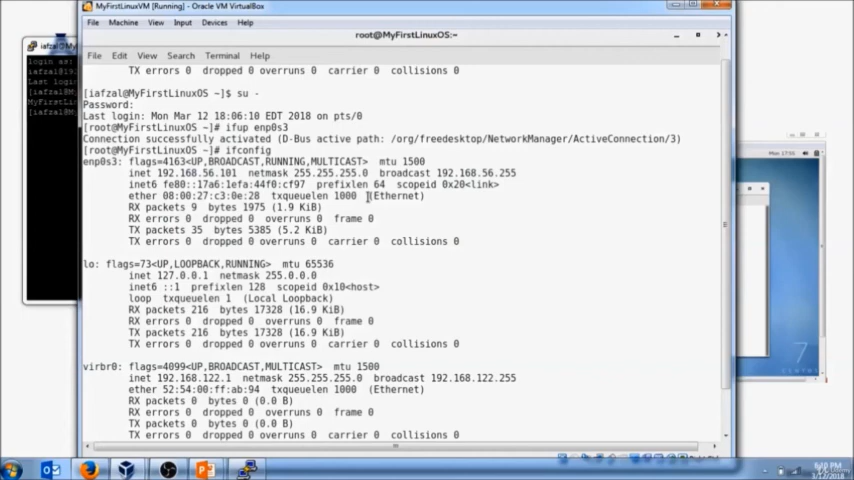 MyFirstLinuxVM [Running] - Oracle VM VirtualBox
File Machine View Input Devices Help
root@MyFirstLinuxOS:~
File Edit View Search Terminal Help
TX errors 0 dropped 0 overruns 0 carrier 0 collisions 0
[iafzal@MyFirstLinuxOS ~]$ su -
Password:
Last login: Mon Mar 12 18:06:10 EDT 2018 on pts/0
[root@MyFirstLinuxOS ~]# ifup enp0s3
Connection successfully activated (D-Bus active path: /org/freedesktop/NetworkManager/ActiveConnection/3)
[root@MyFirstLinuxOS ~]# ifconfig
enp0s3: flags=4163<UP,BROADCAST,RUNNING,MULTICAST> mtu 1500
inet 192.168.56.101 netmask 255.255.255.0 broadcast 192.168.56.255
inet6 fe80::17a6:1efa:44f0:cf97 prefixlen 64 scopeid 0x20<link>
ether 08:00:27:c3:0e:28 txqueuelen 1000 (Ethernet)
RX packets 9 bytes 1975 (1.9 KiB)
RX errors 0 dropped 0 overruns 0 frame 0
TX packets 35 bytes 5385 (5.2 KiB)
TX errors 0 dropped 0 overruns 0 carrier 0 collisions 0
lo: flags=73<UP,LOOPBACK,RUNNING> mtu 65536
inet 127.0.0.1 netmask 255.0.0.0
inet6 ::1 prefixlen 128 scopeid 0x10<host>
loop txqueuelen 1 (Local Loopback)
RX packets 216 bytes 17328 (16.9 KiB)
RX errors 0 dropped 0 overruns 0 frame 0
TX packets 216 bytes 17328 (16.9 KiB)
TX errors 0 dropped 0 overruns 0 carrier 0 collisions 0
virbr0: flags=4099<UP,BROADCAST,MULTICAST> mtu 1500
inet 192.168.122.1 netmask 255.255.255.0 broadcast 192.168.122.255
ether 52:54:00:ff:ab:94 txqueuelen 1000 (Ethernet)
RX packets 0 bytes 0 (0.0 B)
RX errors 0 dropped 0 overruns 0 frame 0
TX packets 0 bytes 0 (0.0 B)
TX errors 0 dropped 0 overruns 0 carrier 0 collisions 0
iafzal@My
login as:
iafzal@19
Last login
[iafzal@My
MyFirstLin
[iafzal@My
7